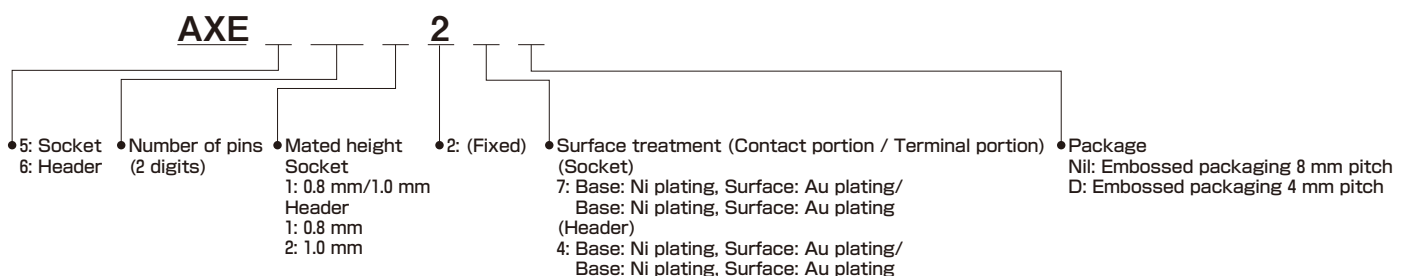 AXE 2
5: Socket
6: Header
Number of pins
(2 digits)
Mated height
Socket
1: 0.8 mm/1.0 mm
Header
1: 0.8 mm
2: 1.0 mm
2: (Fixed)
Surface treatment (Contact portion / Terminal portion)
(Socket)
7: Base: Ni plating, Surface: Au plating/
Base: Ni plating, Surface: Au plating
(Header)
4: Base: Ni plating, Surface: Au plating/
Base: Ni plating, Surface: Au plating
Package
Nil: Embossed packaging 8 mm pitch
D: Embossed packaging 4 mm pitch